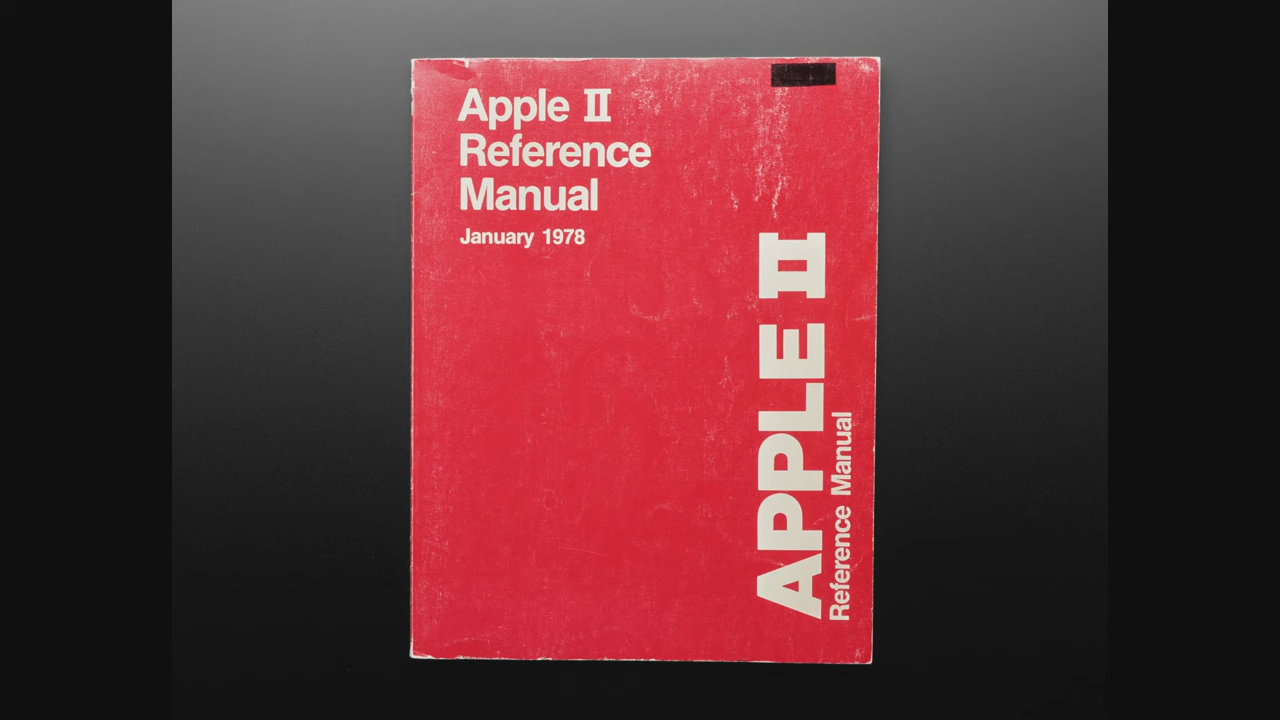 Apple II
Reference
Manual
January 1978
APPLE II
Reference Manual